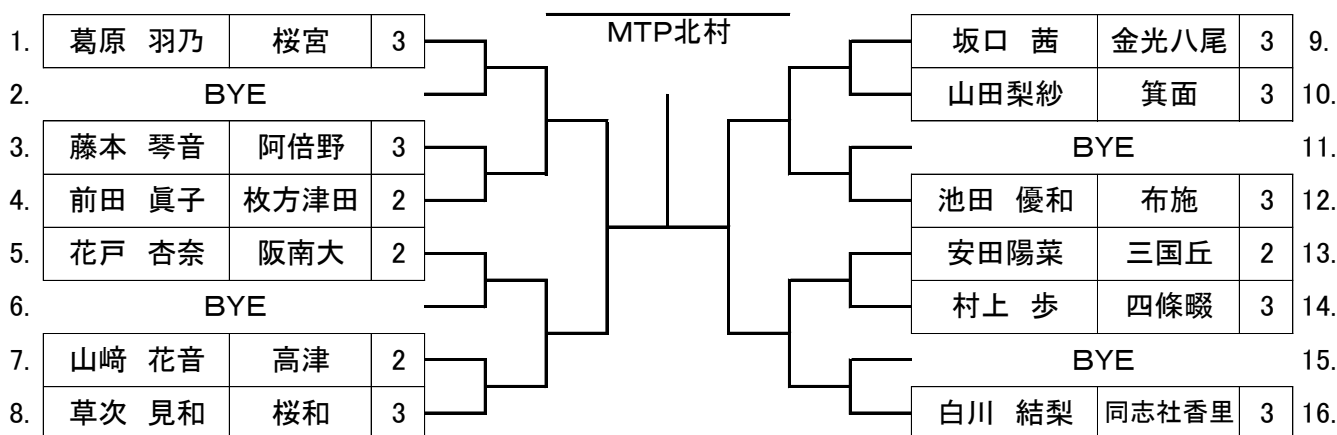 MTP北村
1. 葛原 羽乃 桜宮 3
2. BYE
3. 藤本 琴音 阿倍野 3
4. 前田 眞子 枚方津田 2
5. 花戸 杏奈 阪南大 2
6. BYE
7. 山﨑 花音 高津 2
8. 草次 見和 桜和 3
坂口 茜 金光八尾 3 9.
山田梨紗 箕面 3 10.
BYE 11.
池田 優和 布施 3 12.
安田陽菜 三国丘 2 13.
村上 歩 四條畷 3 14.
BYE 15.
白川 結梨 同志社香里 3 16.